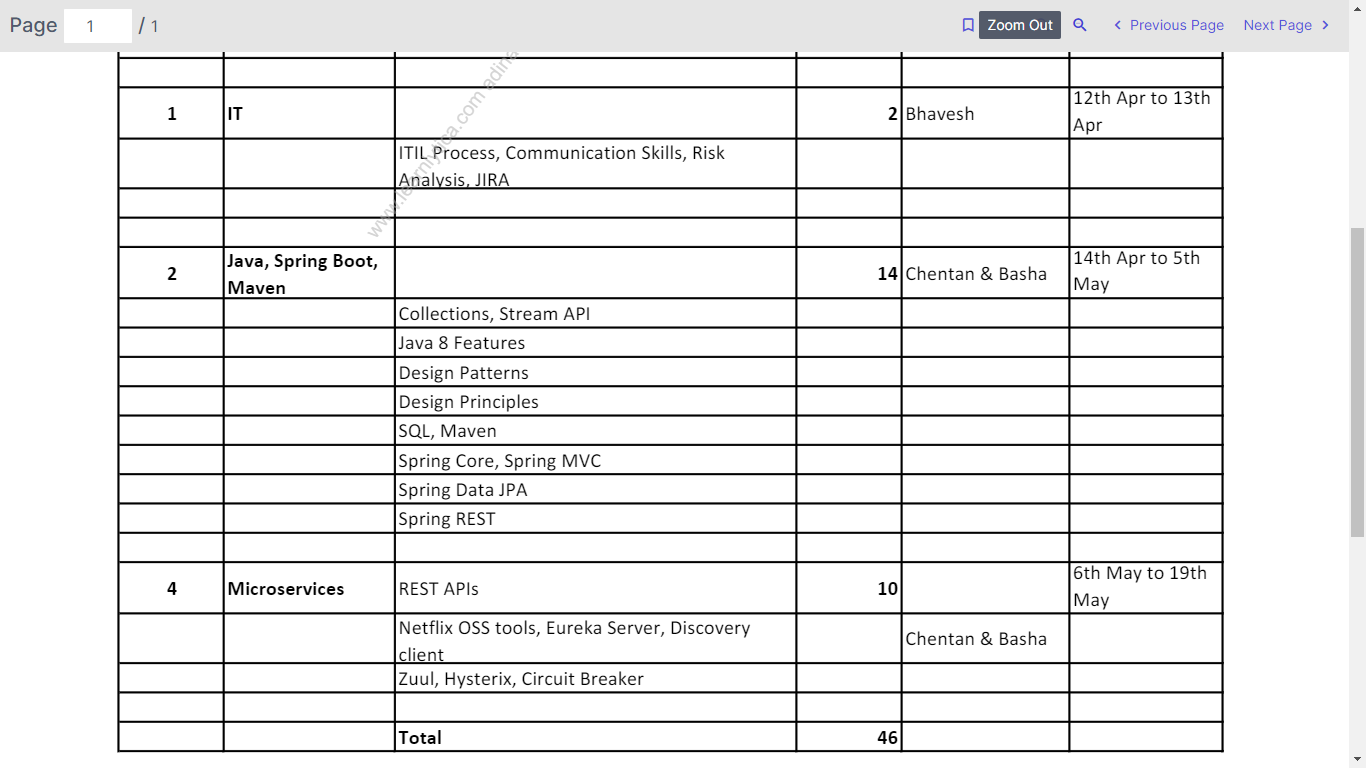 Page 1 / 1 Zoom Out Previous Page Next Page
1 IT 2 Bhavesh 12th Apr to 13th
Apr
ITIL Process, Communication Skills, Risk
Analysis, JIRA
www.learnlytica.com adina
2 Java, Spring Boot, 14 Chentan & Basha 14th Apr to 5th
Maven May
Collections, Stream API
Java 8 Features
Design Patterns
Design Principles
SQL, Maven
Spring Core, Spring MVC
Spring Data JPA
Spring REST
4 Microservices REST APIs 10 6th May to 19th
May
Netflix OSS tools, Eureka Server, Discovery
client
Chentan & Basha
Zuul, Hysterix, Circuit Breaker
Total 46